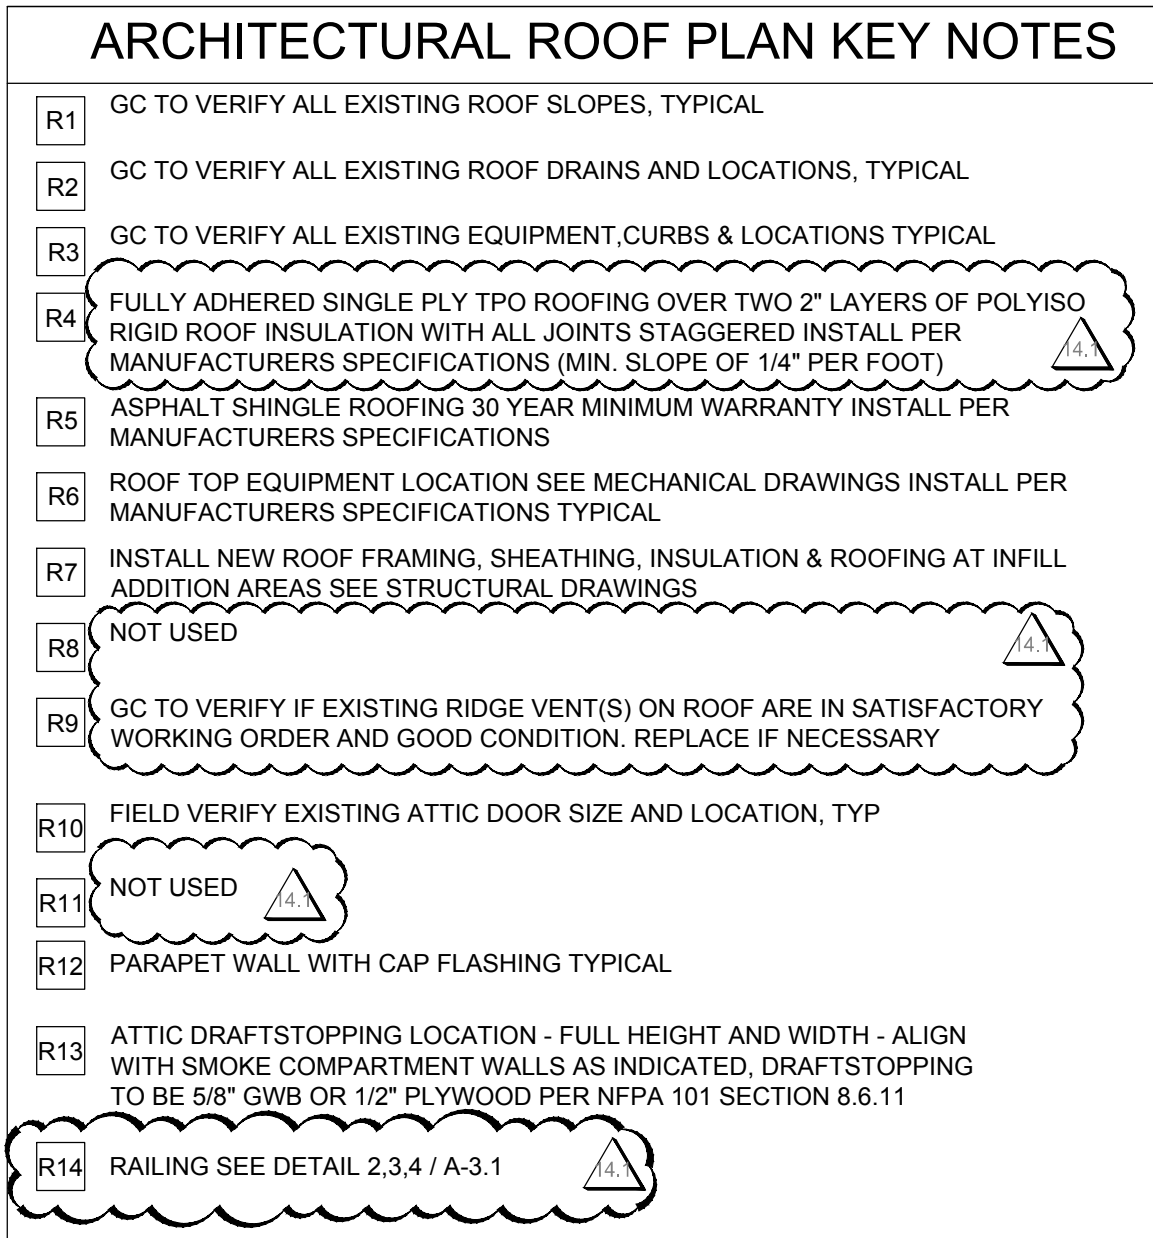 ARCHITECTURAL ROOF PLAN KEY NOTES
R1 GC TO VERIFY ALL EXISTING ROOF SLOPES, TYPICAL
R2 GC TO VERIFY ALL EXISTING ROOF DRAINS AND LOCATIONS, TYPICAL
R3 GC TO VERIFY ALL EXISTING EQUIPMENT,CURBS & LOCATIONS TYPICAL
R4 FULLY ADHERED SINGLE PLY TPO ROOFING OVER TWO 2" LAYERS OF POLYISO
RIGID ROOF INSULATION WITH ALL JOINTS STAGGERED INSTALL PER
MANUFACTURERS SPECIFICATIONS (MIN. SLOPE OF 1/4" PER FOOT) 14.1
R5 ASPHALT SHINGLE ROOFING 30 YEAR MINIMUM WARRANTY INSTALL PER
MANUFACTURERS SPECIFICATIONS
R6 ROOF TOP EQUIPMENT LOCATION SEE MECHANICAL DRAWINGS INSTALL PER
MANUFACTURERS SPECIFICATIONS TYPICAL
R7 INSTALL NEW ROOF FRAMING, SHEATHING, INSULATION & ROOFING AT INFILL
ADDITION AREAS SEE STRUCTURAL DRAWINGS
R8 NOT USED 14.1
R9 GC TO VERIFY IF EXISTING RIDGE VENT(S) ON ROOF ARE IN SATISFACTORY
WORKING ORDER AND GOOD CONDITION. REPLACE IF NECESSARY
R10 FIELD VERIFY EXISTING ATTIC DOOR SIZE AND LOCATION, TYP
R11 NOT USED 14.1
R12 PARAPET WALL WITH CAP FLASHING TYPICAL
R13 ATTIC DRAFTSTOPPING LOCATION - FULL HEIGHT AND WIDTH - ALIGN
WITH SMOKE COMPARTMENT WALLS AS INDICATED, DRAFTSTOPPING
TO BE 5/8" GWB OR 1/2" PLYWOOD PER NFPA 101 SECTION 8.6.11
R14 RAILING SEE DETAIL 2,3,4 / A-3.1 14.1